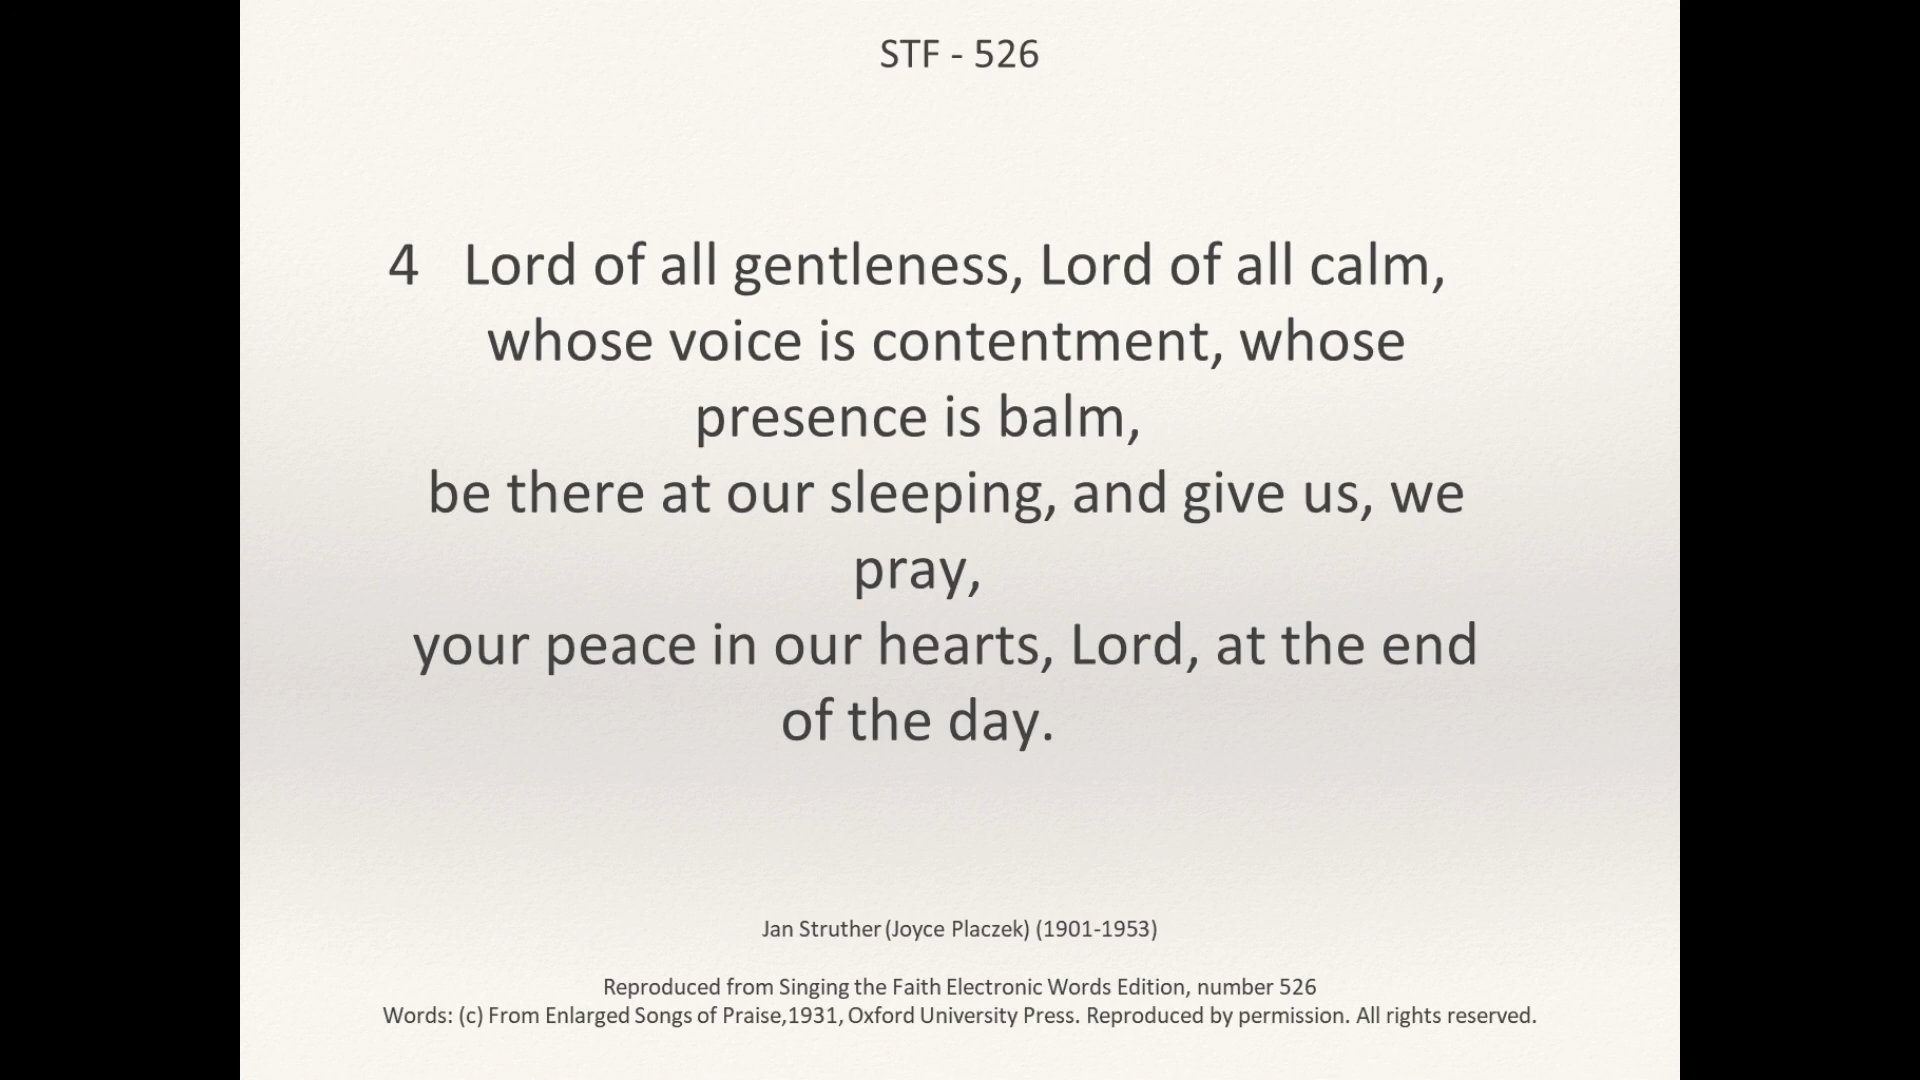 STF - 526
4 Lord of all gentleness, Lord of all calm,
whose voice is contentment, whose
presence is balm,
be there at our sleeping, and give us, we
pray,
your peace in our hearts, Lord, at the end
of the day.
Jan Struther (Joyce Placzek) (1901-1953)
Reproduced from Singing the Faith Electronic Words Edition, number 526
Words: (c) From Enlarged Songs of Praise,1931, Oxford University Press. Reproduced by permission. All rights reserved.